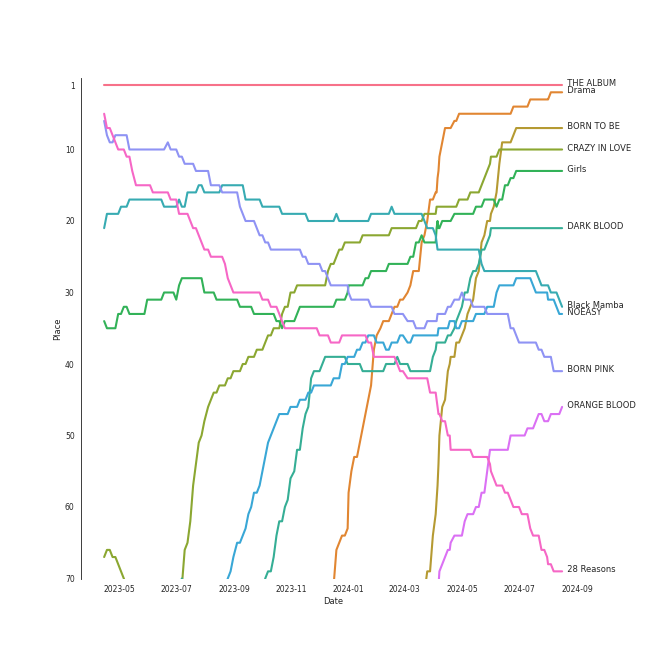 THE ALBUM
Drama
BORN TO BE
CRAZY IN LOVE
Girls
DARK BLOOD
Black Mamba
NOEASY
BORN PINK
ORANGE BLOOD
28 Reasons
1
10
20
30
40
50
60
70
Place
2023-05
2023-07
2023-09
2023-11
2024-01
2024-03
2024-05
2024-07
2024-09
Date